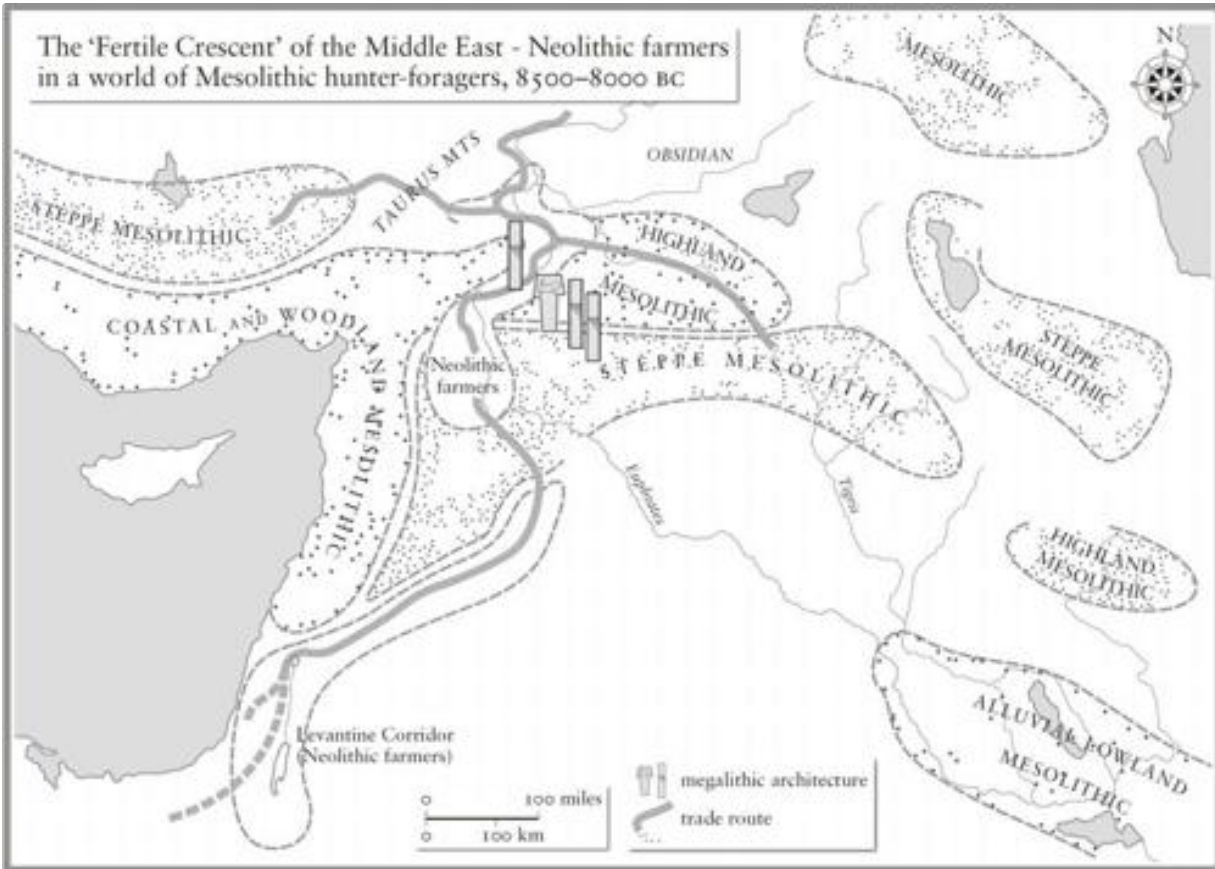 The 'Fertile Crescent' of the Middle East - Neolithic farmers
in a world of Mesolithic hunter-foragers, 8500–8000 BC
N
MESOLITHIC
OBSIDIAN
TAURUS MTS
STEPPE MESOLITHIC
HIGHLAND
MESOLITHIC
COASTAL AND WOODLAND MESOLITHIC
Neolithic
farmers
STEPPE MESOLITHIC
STEPPE
MESOLITHIC
Euphrates
Tigris
HIGHLAND
MESOLITHIC
ALLUVIAL LOWLAND
MESOLITHIC
Levantine Corridor
(Neolithic farmers)
0 100 miles
0 100 km
megalithic architecture
trade route